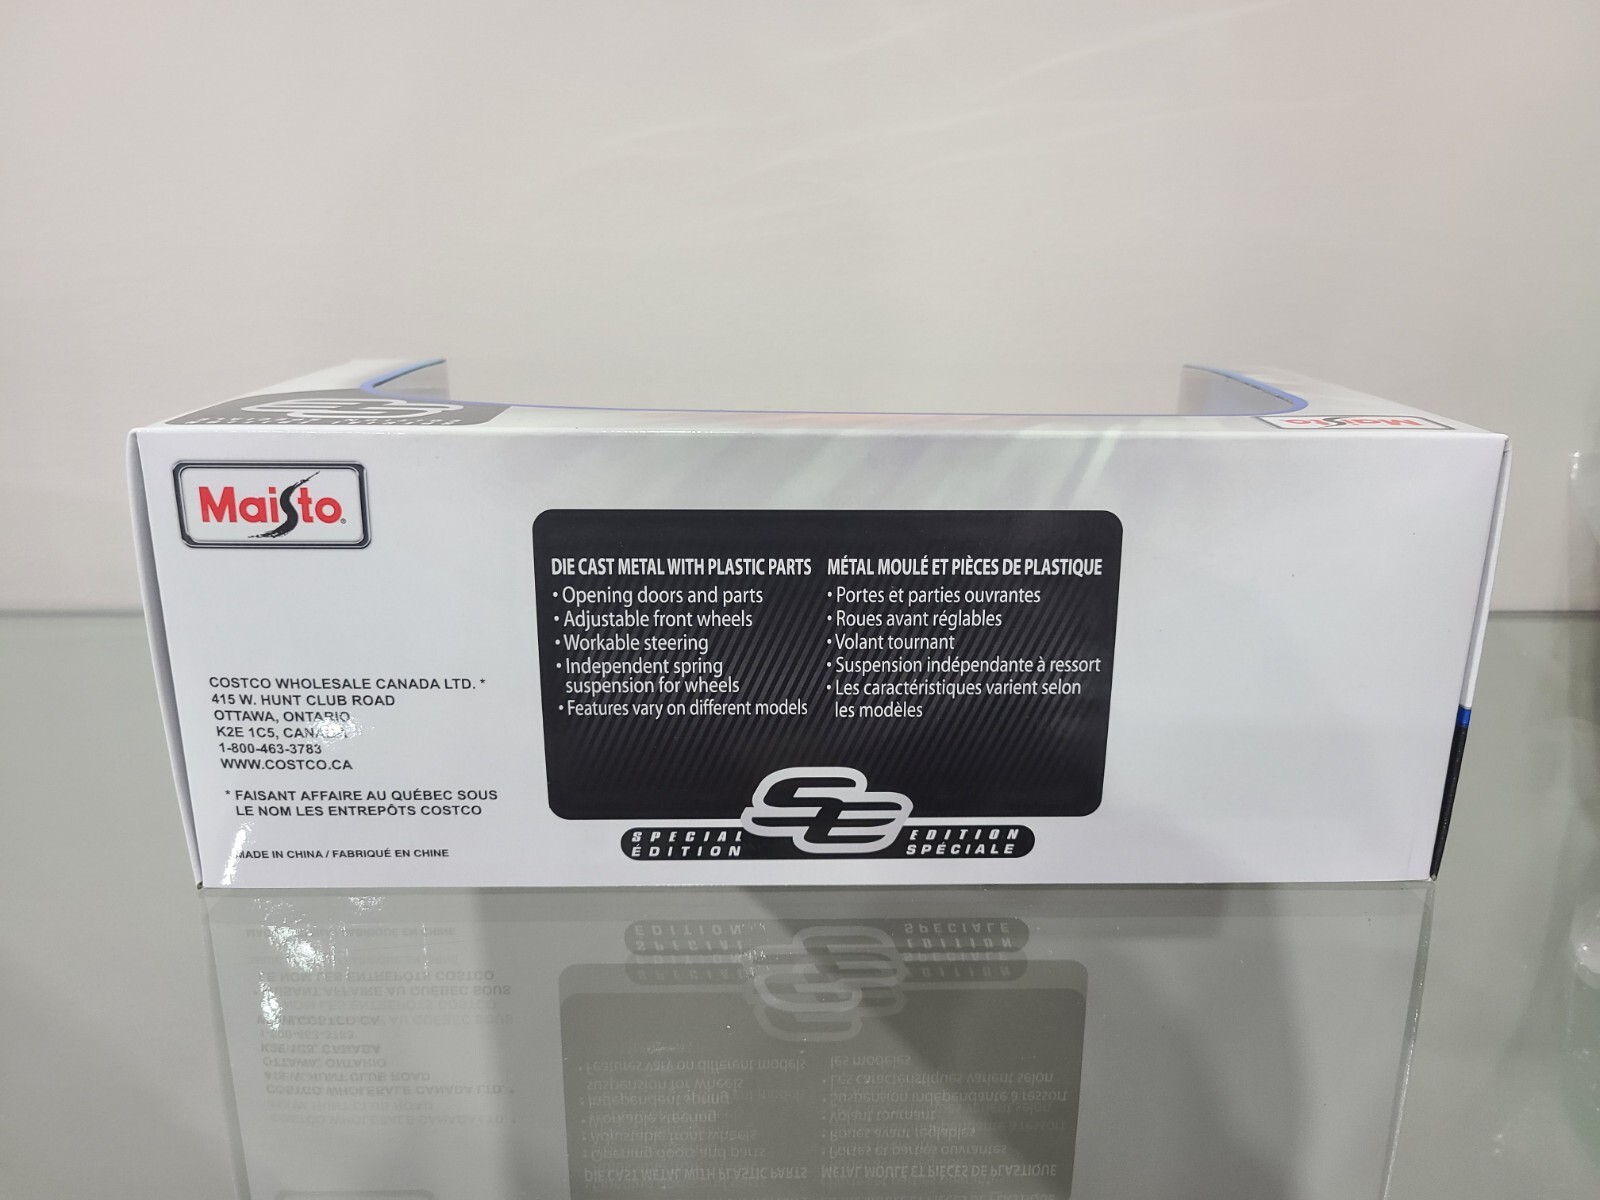 Maisto
DIE CAST METAL WITH PLASTIC PARTS
• Opening doors and parts
• Adjustable front wheels
• Workable steering
• Independent spring
suspension for wheels
• Features vary on different models
MÉTAL MOULÉ ET PIÈCES DE PLASTIQUE
• Portes et parties ouvrantes
• Roues avant réglables
• Volant tournant
• Suspension indépendante à ressort
• Les caractéristiques varient selon
les modèles
COSTCO WHOLESALE CANADA LTD. *
415 W. HUNT CLUB ROAD
OTTAWA, ONTARIO
K2E 1C5, CANADA
1-800-463-3783
WWW.COSTCO.CA
* FAISANT AFFAIRE AU QUÉBEC SOUS
LE NOM LES ENTREPÔTS COSTCO
MADE IN CHINA / FABRIQUÉ EN CHINE
SPECIAL EDITION
ÉDITION SPÉCIALE
SE
Maisto